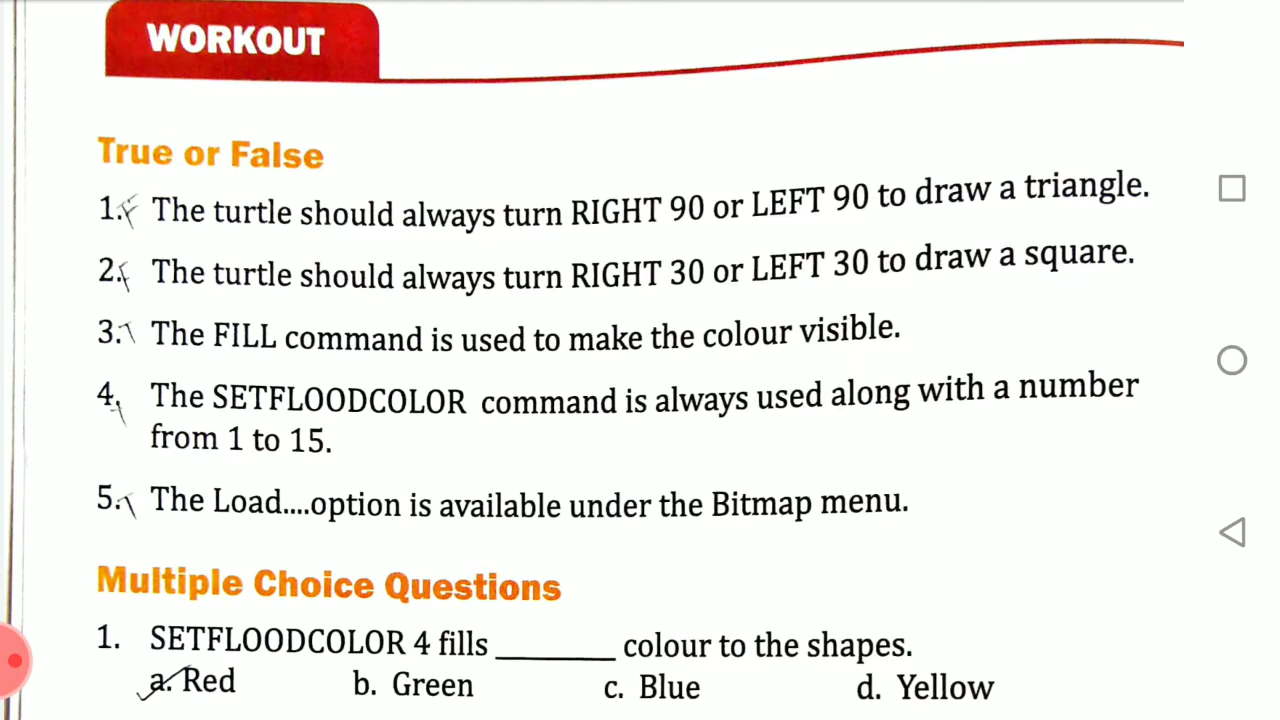 WORKOUT
True or False
1. F The turtle should always turn RIGHT 90 or LEFT 90 to draw a triangle.
2. F The turtle should always turn RIGHT 30 or LEFT 30 to draw a square.
3. T The FILL command is used to make the colour visible.
4. T The SETFLOODCOLOR command is always used along with a number
from 1 to 15.
5. T The Load....option is available under the Bitmap menu.
Multiple Choice Questions
1. SETFLOODCOLOR 4 fills ________ colour to the shapes.
a. Red b. Green c. Blue d. Yellow